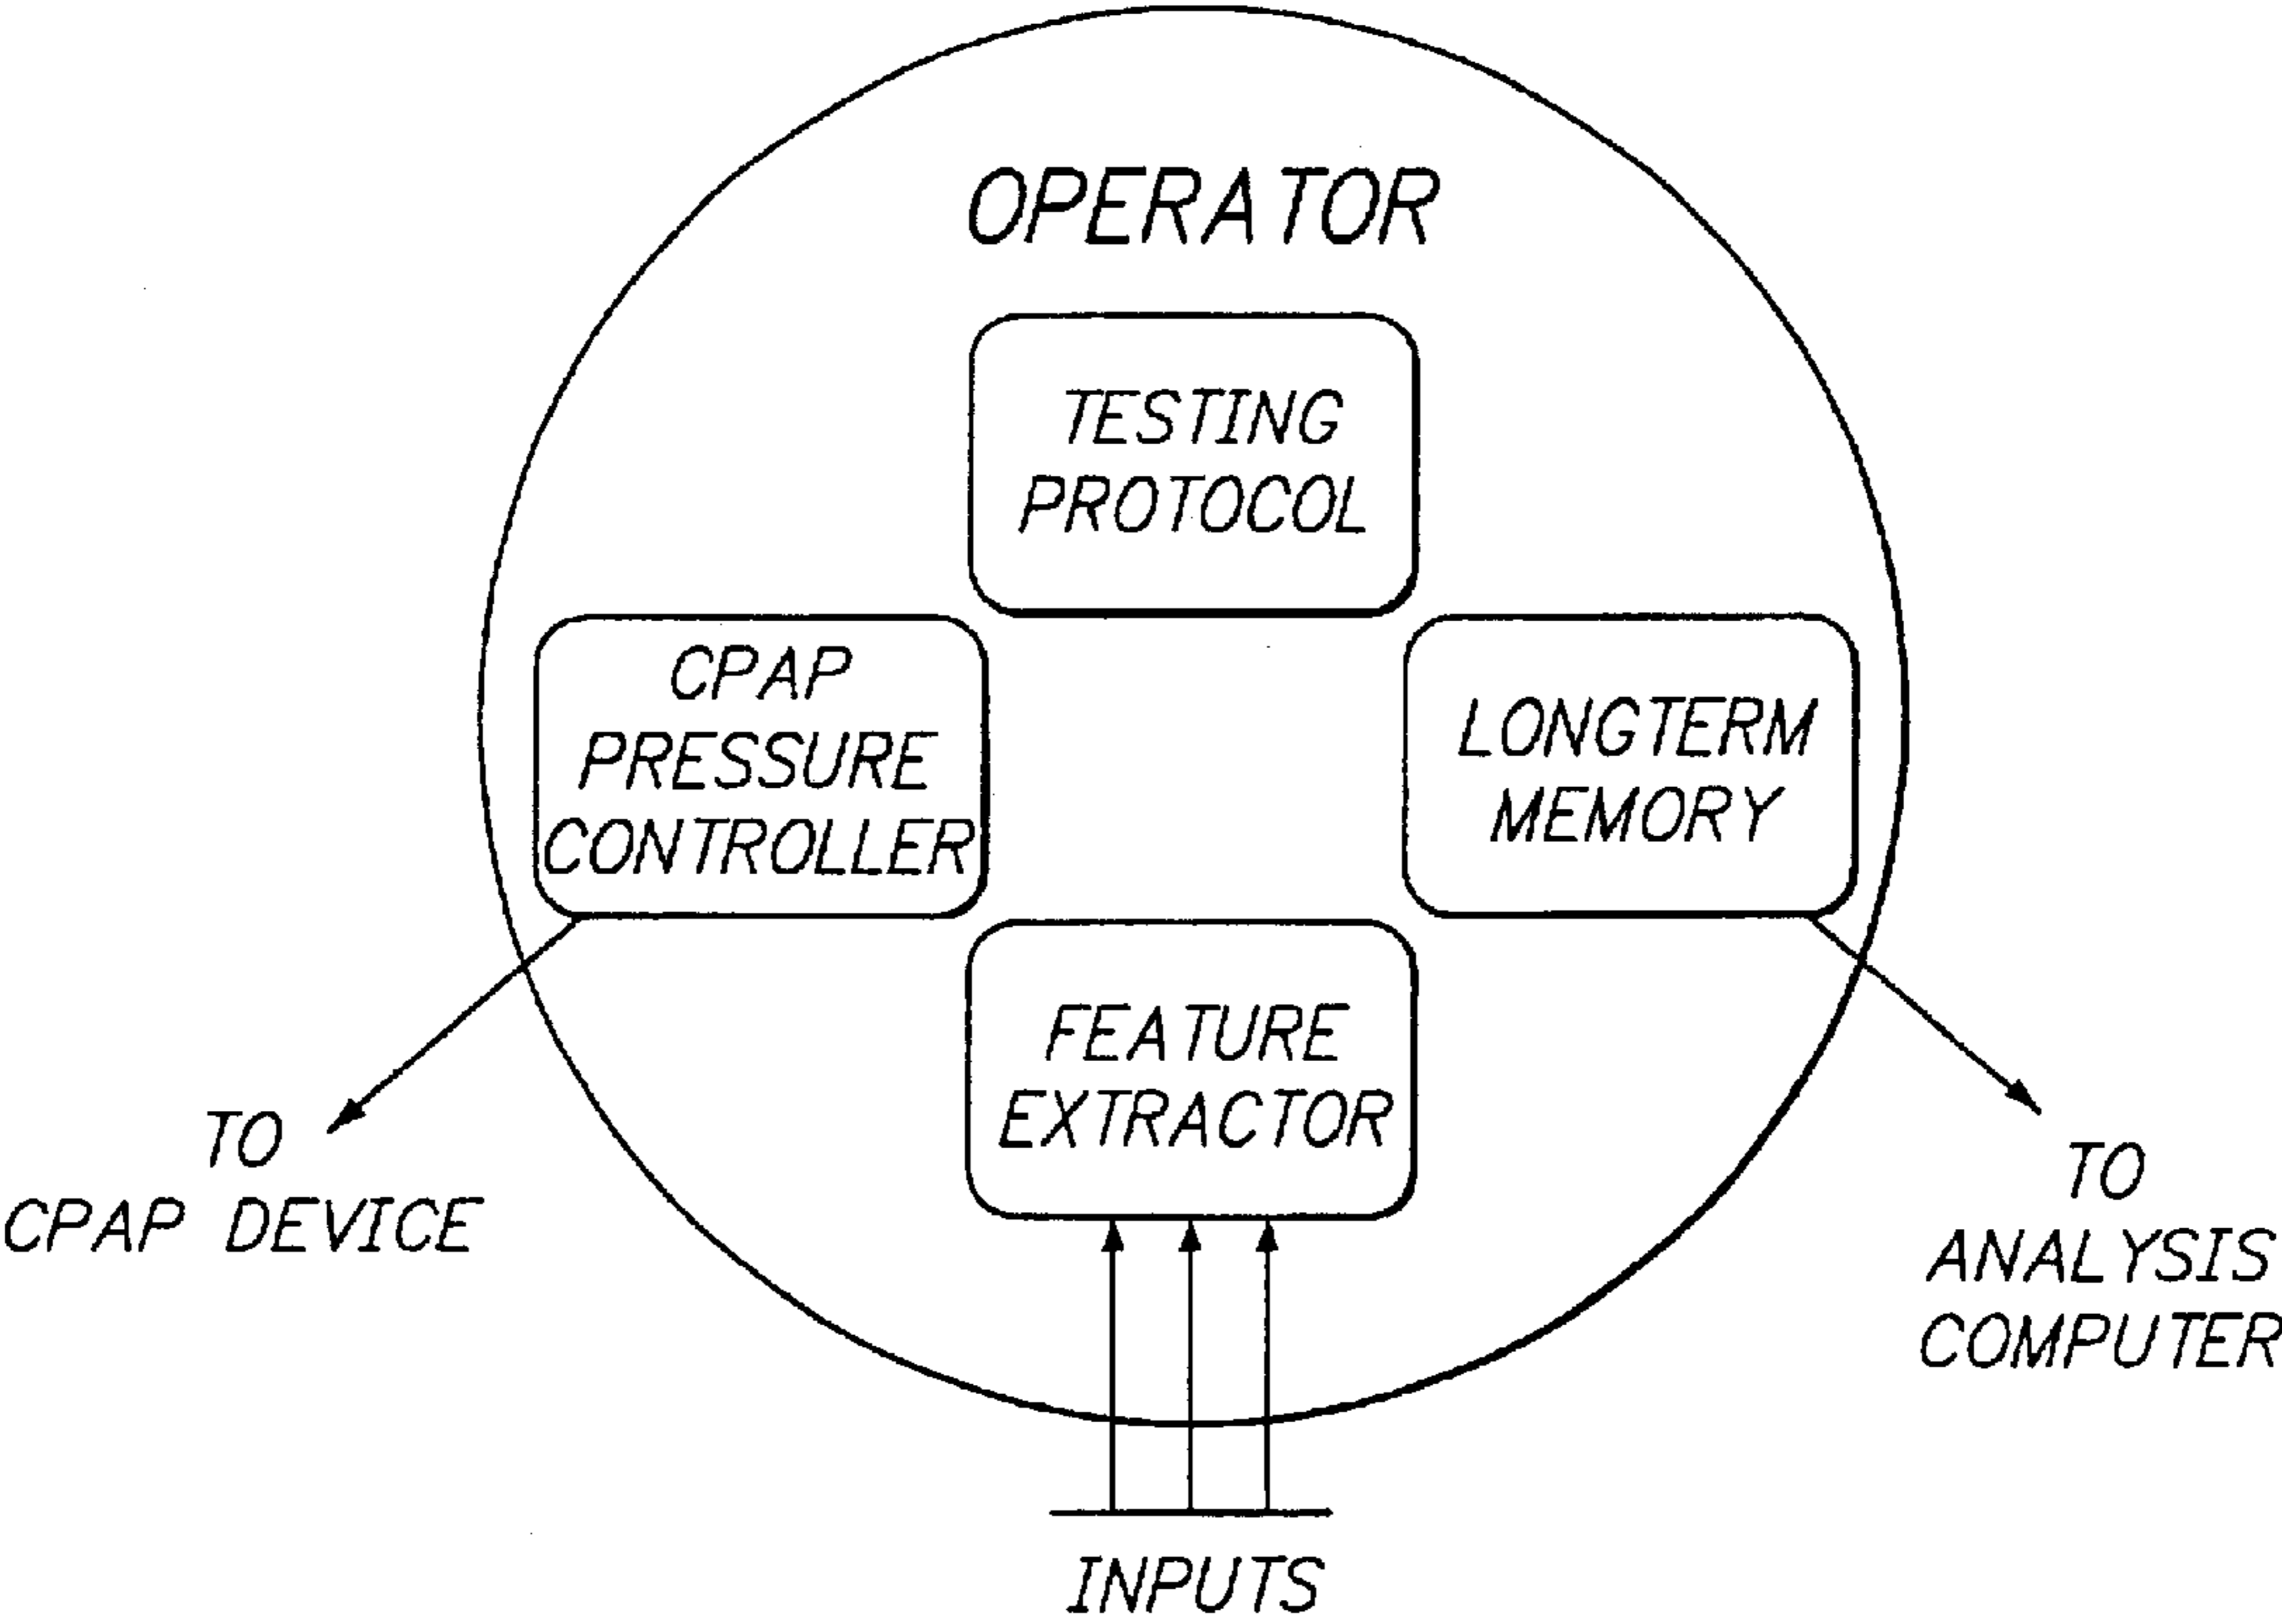 OPERATOR
TESTING
PROTOCOL
CPAP
PRESSURE
CONTROLLER
LONGTERM
MEMORY
FEATURE
EXTRACTOR
TO
CPAP DEVICE
TO
ANALYSIS
COMPUTER
INPUTS